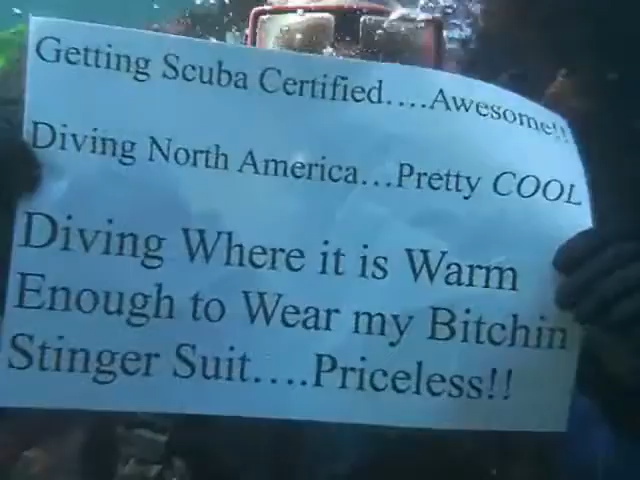 Getting Scuba Certified....Awesome!!
Diving North America...Pretty COOL
Diving Where it is Warm
Enough to Wear my Bitchin
Stinger Suit....Priceless!!